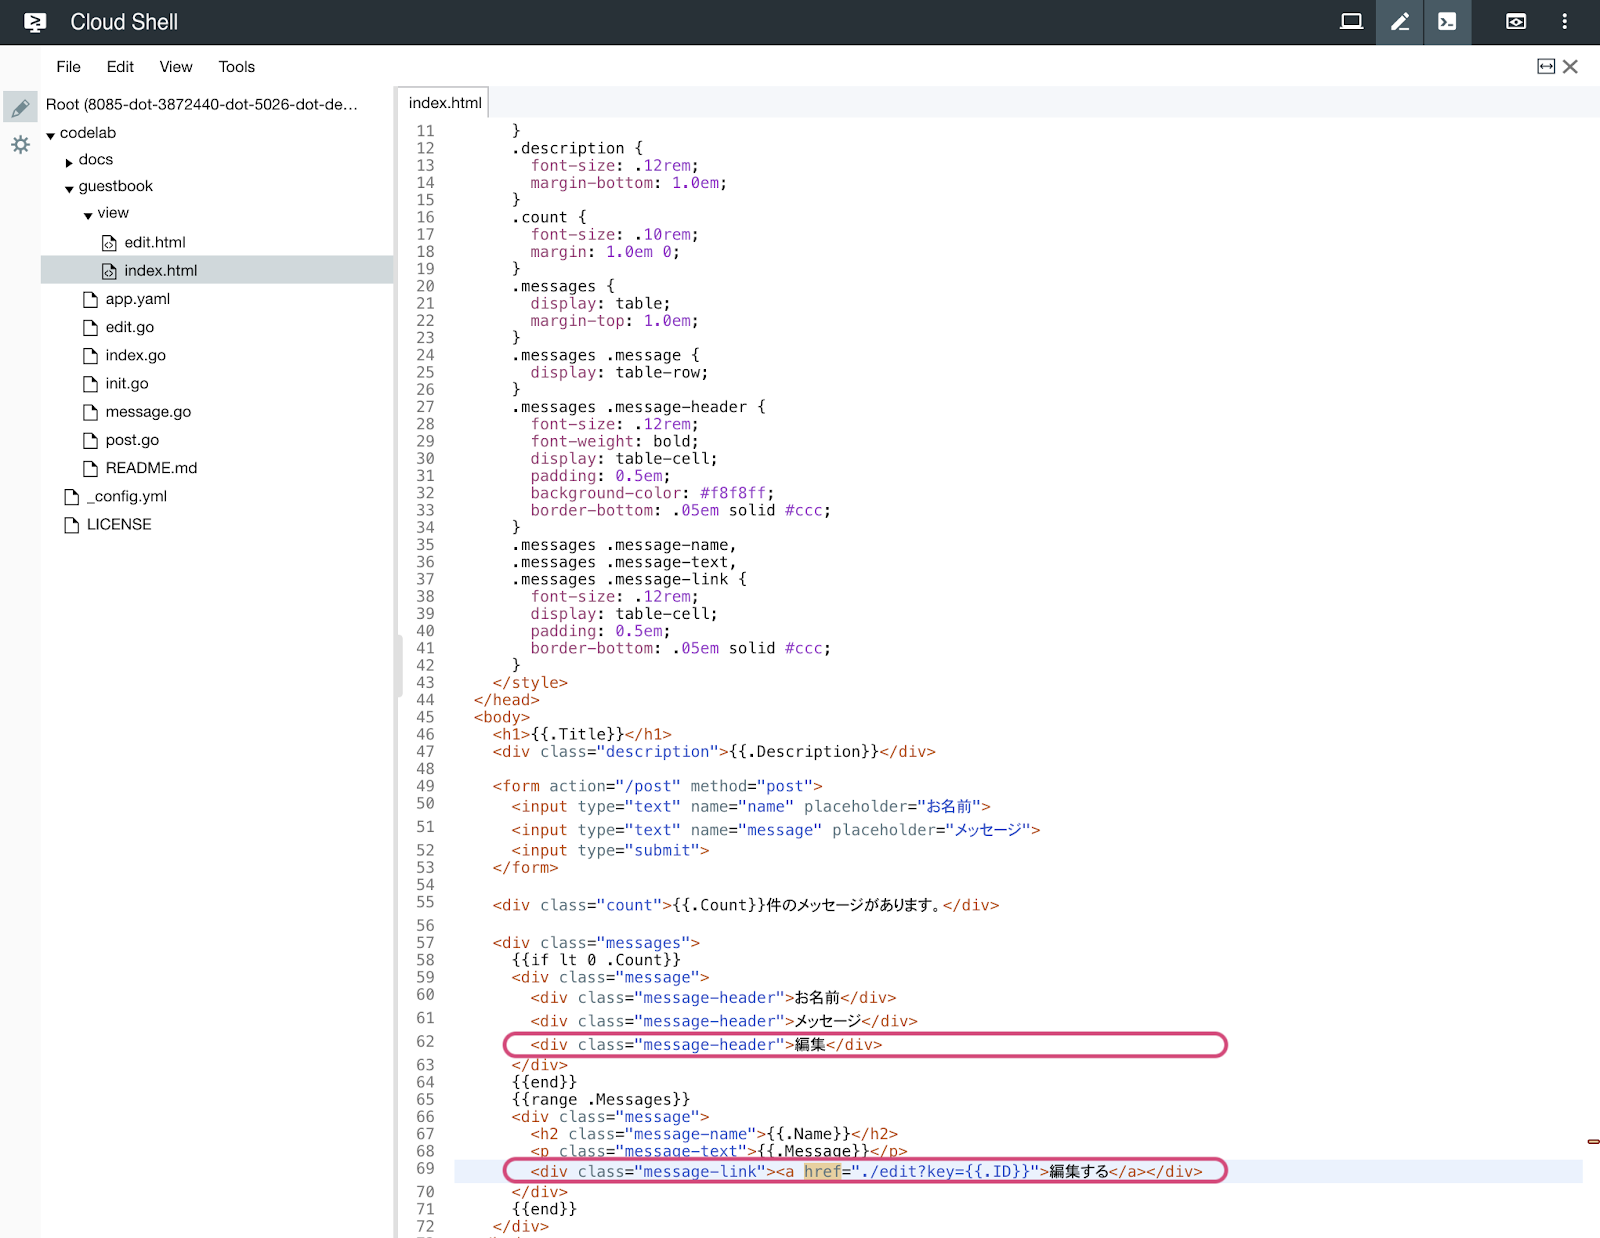 Cloud Shell
File Edit View Tools
Root (8085-dot-3872440-dot-5026-dot-de…
codelab
docs
guestbook
view
edit.html
index.html
app.yaml
edit.go
index.go
init.go
message.go
post.go
README.md
_config.yml
LICENSE
index.html
11 }
12 .description {
13 font-size: .12rem;
14 margin-bottom: 1.0em;
15 }
16 .count {
17 font-size: .10rem;
18 margin: 1.0em 0;
19 }
20 .messages {
21 display: table;
22 margin-top: 1.0em;
23 }
24 .messages .message {
25 display: table-row;
26 }
27 .messages .message-header {
28 font-size: .12rem;
29 font-weight: bold;
30 display: table-cell;
31 padding: 0.5em;
32 background-color: #f8f8ff;
33 border-bottom: .05em solid #ccc;
34 }
35 .messages .message-name,
36 .messages .message-text,
37 .messages .message-link {
38 font-size: .12rem;
39 display: table-cell;
40 padding: 0.5em;
41 border-bottom: .05em solid #ccc;
42 }
43 </style>
44 </head>
45 <body>
46 <h1>{{.Title}}</h1>
47 <div class="description">{{.Description}}</div>
48
49 <form action="/post" method="post">
50 <input type="text" name="name" placeholder="お名前">
51 <input type="text" name="message" placeholder="メッセージ">
52 <input type="submit">
53 </form>
54
55 <div class="count">{{.Count}}件のメッセージがあります。</div>
56
57 <div class="messages">
58 {{if lt 0 .Count}}
59 <div class="message">
60 <div class="message-header">お名前</div>
61 <div class="message-header">メッセージ</div>
62 <div class="message-header">編集</div>
63 </div>
64 {{end}}
65 {{range .Messages}}
66 <div class="message">
67 <h2 class="message-name">{{.Name}}</h2>
68 <p class="message-text">{{.Message}}</p>
69 <div class="message-link"><a href="./edit?key={{.ID}}">編集する</a></div>
70 </div>
71 {{end}}
72 </div>